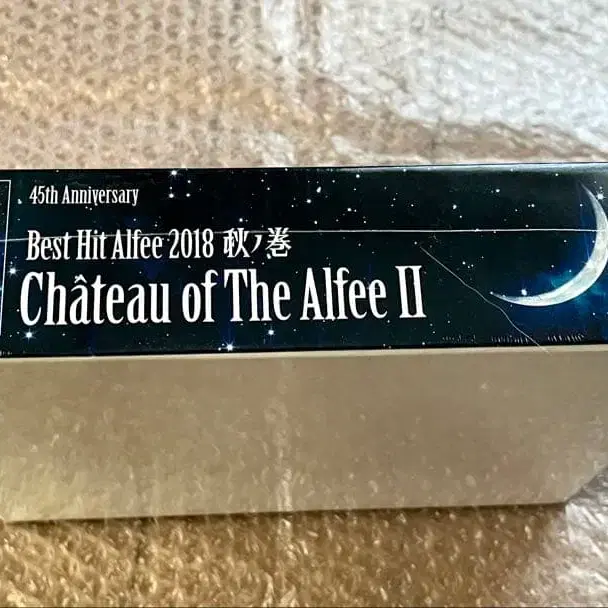 45th Anniversary
Best Hit Alfee 2018 秋ノ巻
Château of The Alfee Ⅱ